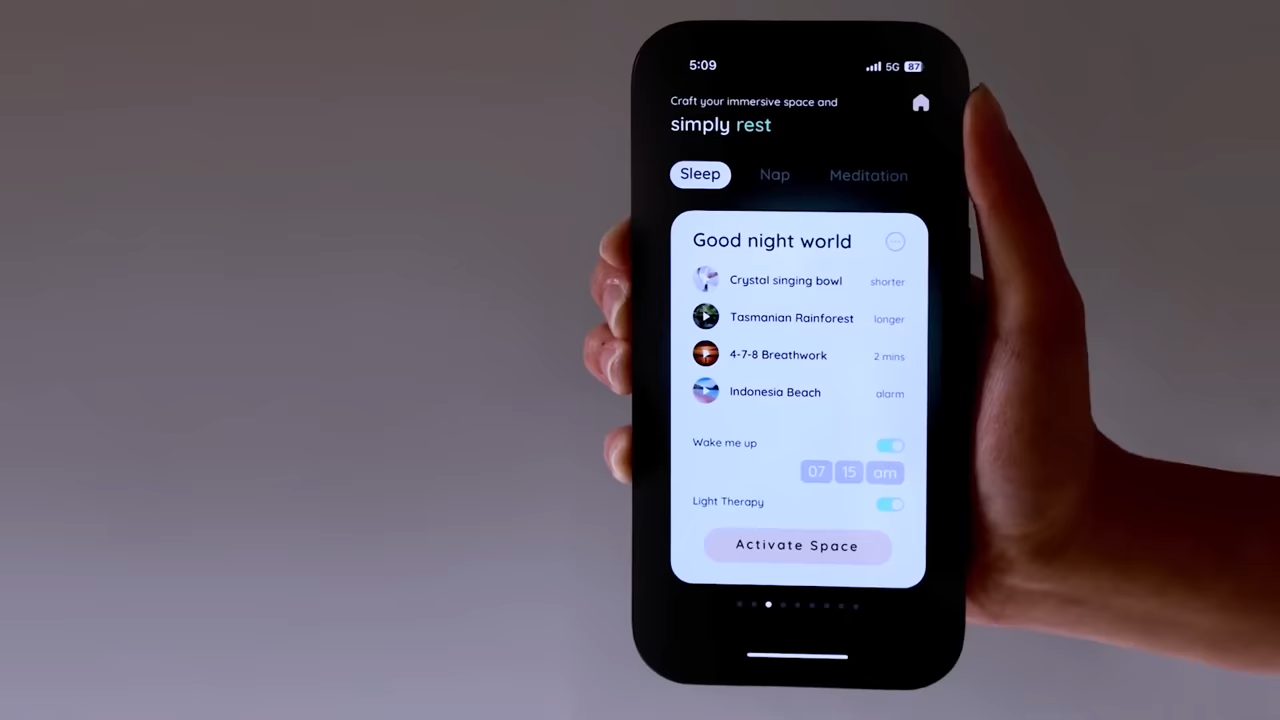 5:09
5G 87
Craft your immersive space and
simply rest
Sleep Nap Meditation
Good night world
Crystal singing bowl shorter
Tasmanian Rainforest longer
4-7-8 Breathwork 2 mins
Indonesia Beach alarm
Wake me up
07 15 am
Light Therapy
Activate Space